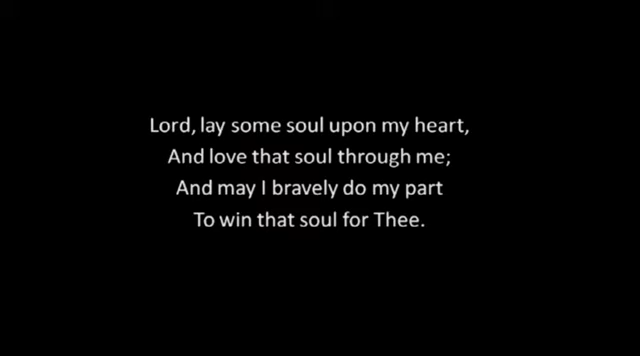 Lord, lay some soul upon my heart,
And love that soul through me;
And may I bravely do my part
To win that soul for Thee.